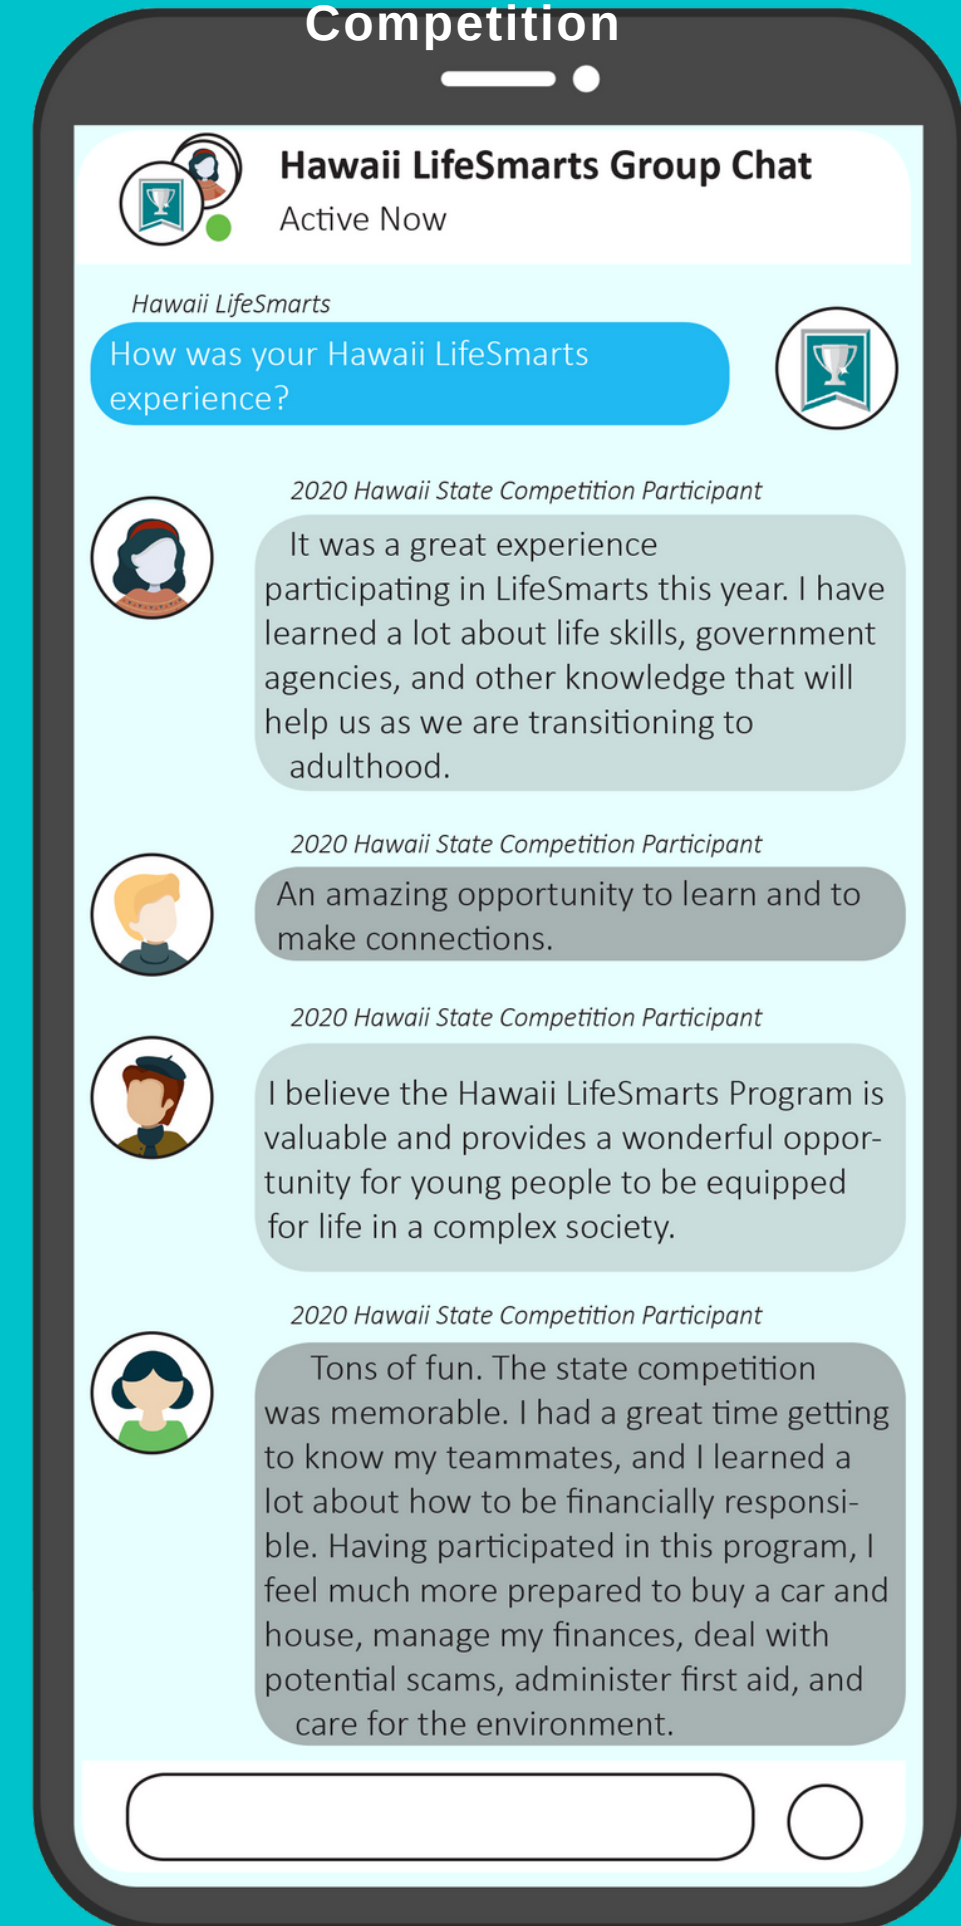 Competition
Hawaii LifeSmarts Group Chat
Active Now
Hawaii LifeSmarts
How was your Hawaii LifeSmarts
experience?
2020 Hawaii State Competition Participant
It was a great experience
participating in LifeSmarts this year. I have
learned a lot about life skills, government
agencies, and other knowledge that will
help us as we are transitioning to
adulthood.
2020 Hawaii State Competition Participant
An amazing opportunity to learn and to
make connections.
2020 Hawaii State Competition Participant
I believe the Hawaii LifeSmarts Program is
valuable and provides a wonderful oppor-
tunity for young people to be equipped
for life in a complex society.
2020 Hawaii State Competition Participant
Tons of fun. The state competition
was memorable. I had a great time getting
to know my teammates, and I learned a
lot about how to be financially responsi-
ble. Having participated in this program, I
feel much more prepared to buy a car and
house, manage my finances, deal with
potential scams, administer first aid, and
care for the environment.